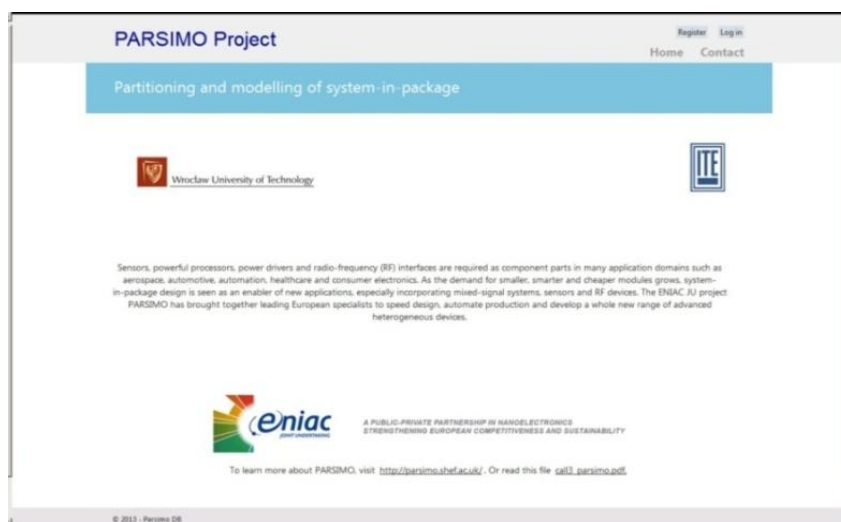 PARSIMO Project
Register Log in
Home Contact
Partitioning and modelling of system-in-package
Wrocław University of Technology
ITE
Sensors, powerful processors, power drivers and radio-frequency (RF) interfaces are required as component parts in many application domains such as
aerospace, automotive, automation, healthcare and consumer electronics. As the demand for smaller, smarter and cheaper modules grows, system-
in-package design is seen as an enabler of new applications, especially incorporating mixed-signal systems, sensors and RF devices. The ENIAC JU project
PARSIMO has brought together leading European specialists to speed design, automate production and develop a whole new range of advanced
heterogeneous devices.
eniac
JOINT UNDERTAKING
A PUBLIC-PRIVATE PARTNERSHIP IN NANOELECTRONICS
STRENGTHENING EUROPEAN COMPETITIVENESS AND SUSTAINABILITY
To learn more about PARSIMO, visit http://parsimo.shef.ac.uk/ . Or read this file call3_parsimo.pdf.
© 2013 - Parsimo DB